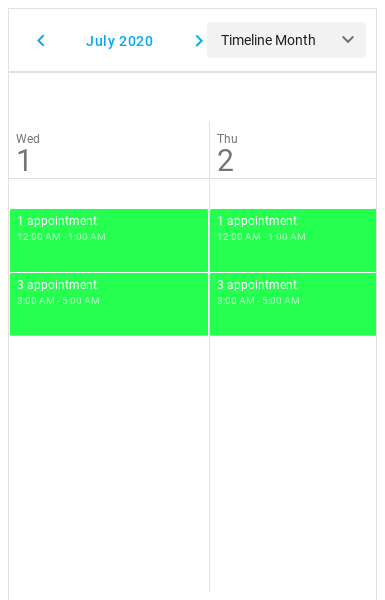 July 2020
Timeline Month
Wed
1
Thu
2
1 appointment
12:00 AM - 1:00 AM
1 appointment
12:00 AM - 1:00 AM
3 appointment
3:00 AM - 5:00 AM
3 appointment
3:00 AM - 5:00 AM